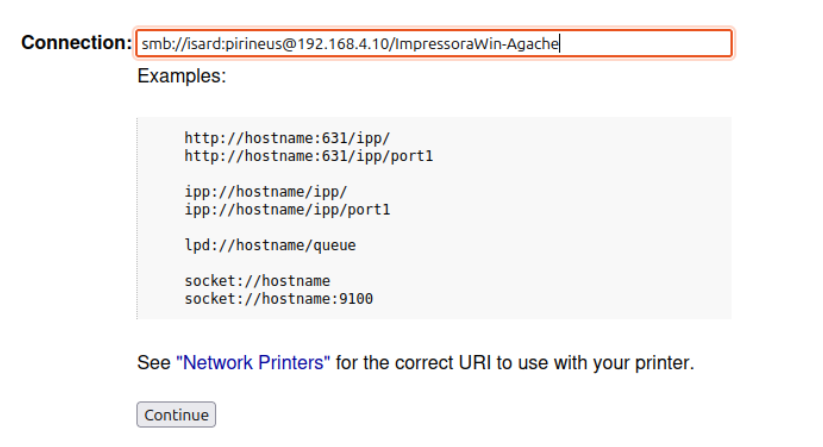 Connection: smb://isard:pirineus@192.168.4.10/ImpressoraWin-Agache
Examples:
http://hostname:631/ipp/
http://hostname:631/ipp/port1
ipp://hostname/ipp/
ipp://hostname/ipp/port1
lpd://hostname/queue
socket://hostname
socket://hostname:9100
See "Network Printers" for the correct URI to use with your printer.
Continue